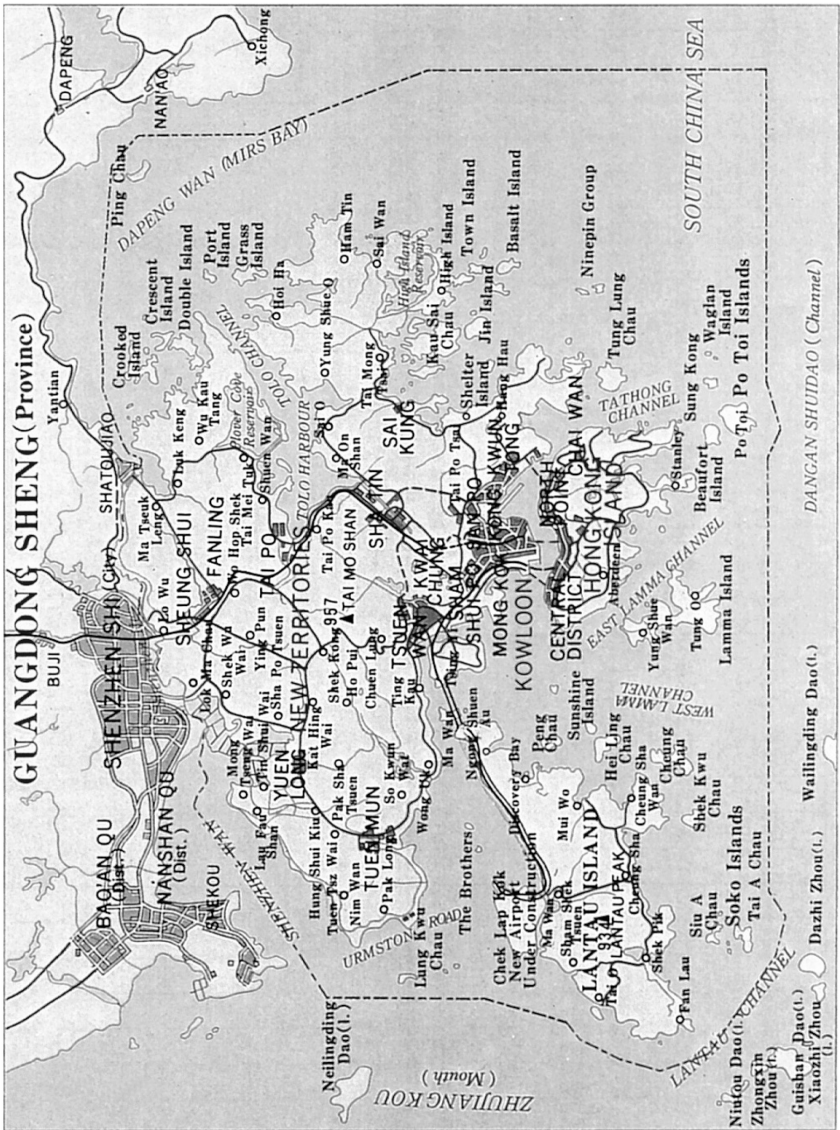 GUANGDONG SHENG (Province)
DAPENG
NAN'AO
Xichong
Yantian
SHATOUJIAO
SHENZHEN SHI (City)
BUJI
BAO'AN QU
(Dist.)
NANSHAN QU
(Dist.)
SHEKOU
SHENZHEN WAN
Ping Chau
DAPENG WAN (MIRS BAY)
Crooked
Island
Crescent
Island
Double Island
Port
Island
Grass
Island
Ma Tseuk
Leng
Luk Keng
Wu Kau
Tang
Plover Cove
Reservoir
Lo Wu
SHEUNG SHUI
FANLING
Wo Hop Shek
Tai Mei Tuk
Shuen Wan
TOLO CHANNEL
TOLO HARBOUR
Hoi Ha
Ham Tin
Sai Wan
Yung Shue O
High Island
Reservoir
High Island
Town Island
Basalt Island
Lok Ma Chau
Shek Wu
Wai
Ying Pun
Sha Po Tsuen
TAI PO
NEW TERRITORIES
Tai Po Kau
Sai O
Ma On
Shan
Tai Mong
Tsai
Kau Sai
Chau
Jin Island
SAI
KUNG
SHA TIN
957
TAI MO SHAN
Shek Kong
Ho Pui
Chuen Lung
Mong
Tseng Wai
Tin Shui Wai
YUEN
LONG
Kat Hing
Wai
Lau Fau
Shan
Hung Shui Kiu
Pak Sha
Tsuen
Tuen Tsz Wai
Nim Wan
TUEN MUN
Pak Long
So Kwun
Wat
Wong Uk
Ting
Kau
TSUEN
WAN
KWAI
CHUNG
Tsing Yi
SHAM
SHUI PO
SAN PO
KONG
KWUN
TONG
Tai Po Tsai
Shelter
Island
Hang Hau
MONG KOK
KOWLOON
Ninepin Group
Tung Lung
Chau
NORTH
POINT
CHAI WAN
CENTRAL
DISTRICT
HONG KONG
ISLAND
Aberdeen
TATHONG
CHANNEL
Stanley
Sung Kong
Waglan
Island
Beaufort
Island
Po Toi
Po Toi Islands
SOUTH CHINA SEA
EAST LAMMA CHANNEL
Yung Shue
Wan
Tung O
Lamma Island
WEST LAMMA
CHANNEL
Ma Wan
Ngong Shuen
Au
Peng
Chau
Sunshine
Island
Discovery Bay
Hei Ling
Chau
Mui Wo
Cheung Sha
Wan
Cheung
Chau
Shek Kwu
Chau
URMSTON ROAD
Lung Kwu
Chau
The Brothers
Chek Lap Kok
New Airport
Under Construction
Ma Wan
Sham Shek
Tsuen
LANTAU ISLAND
934
LANTAU PEAK
Tai O
Cheung Sha
Shek Pik
Fan Lau
Siu A
Chau
Soko Islands
Tai A Chau
LANTAU CHANNEL
Neilingding
Dao(I.)
ZHUJIANG KOU
(Mouth)
Niutou Dao(I.)
Zhongxin
Zhou(I.)
Guishan Dao(I.)
Xiaozhi Zhou
(I.)
Dazhi Zhou(I.)
Wailingding Dao(I.)
DANGAN SHUIDAO (Channel)